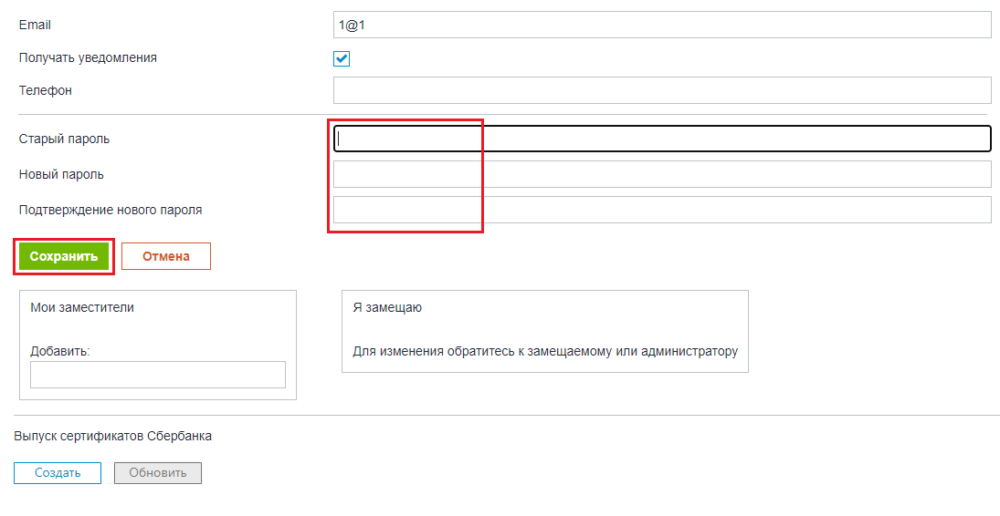 Email 1@1
Получать уведомления
Телефон
Старый пароль
Новый пароль
Подтверждение нового пароля
Сохранить Отмена
Мои заместители
Добавить:
Я замещаю
Для изменения обратитесь к замещаемому или администратору
Выпуск сертификатов Сбербанка
Создать Обновить